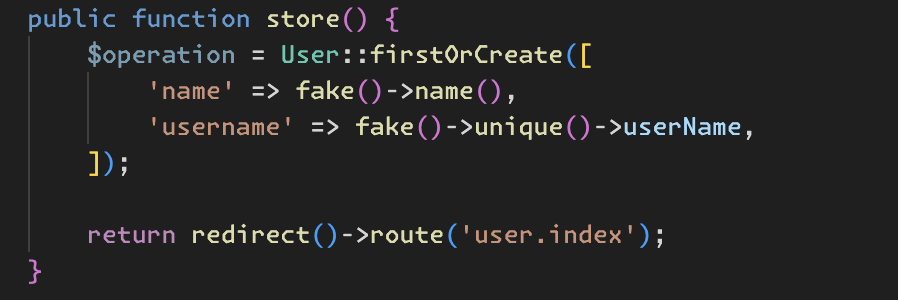 public function store() {
    $operation = User::firstOrCreate([
        'name' => fake()->name(),
        'username' => fake()->unique()->userName,
    ]);

    return redirect()->route('user.index');
}